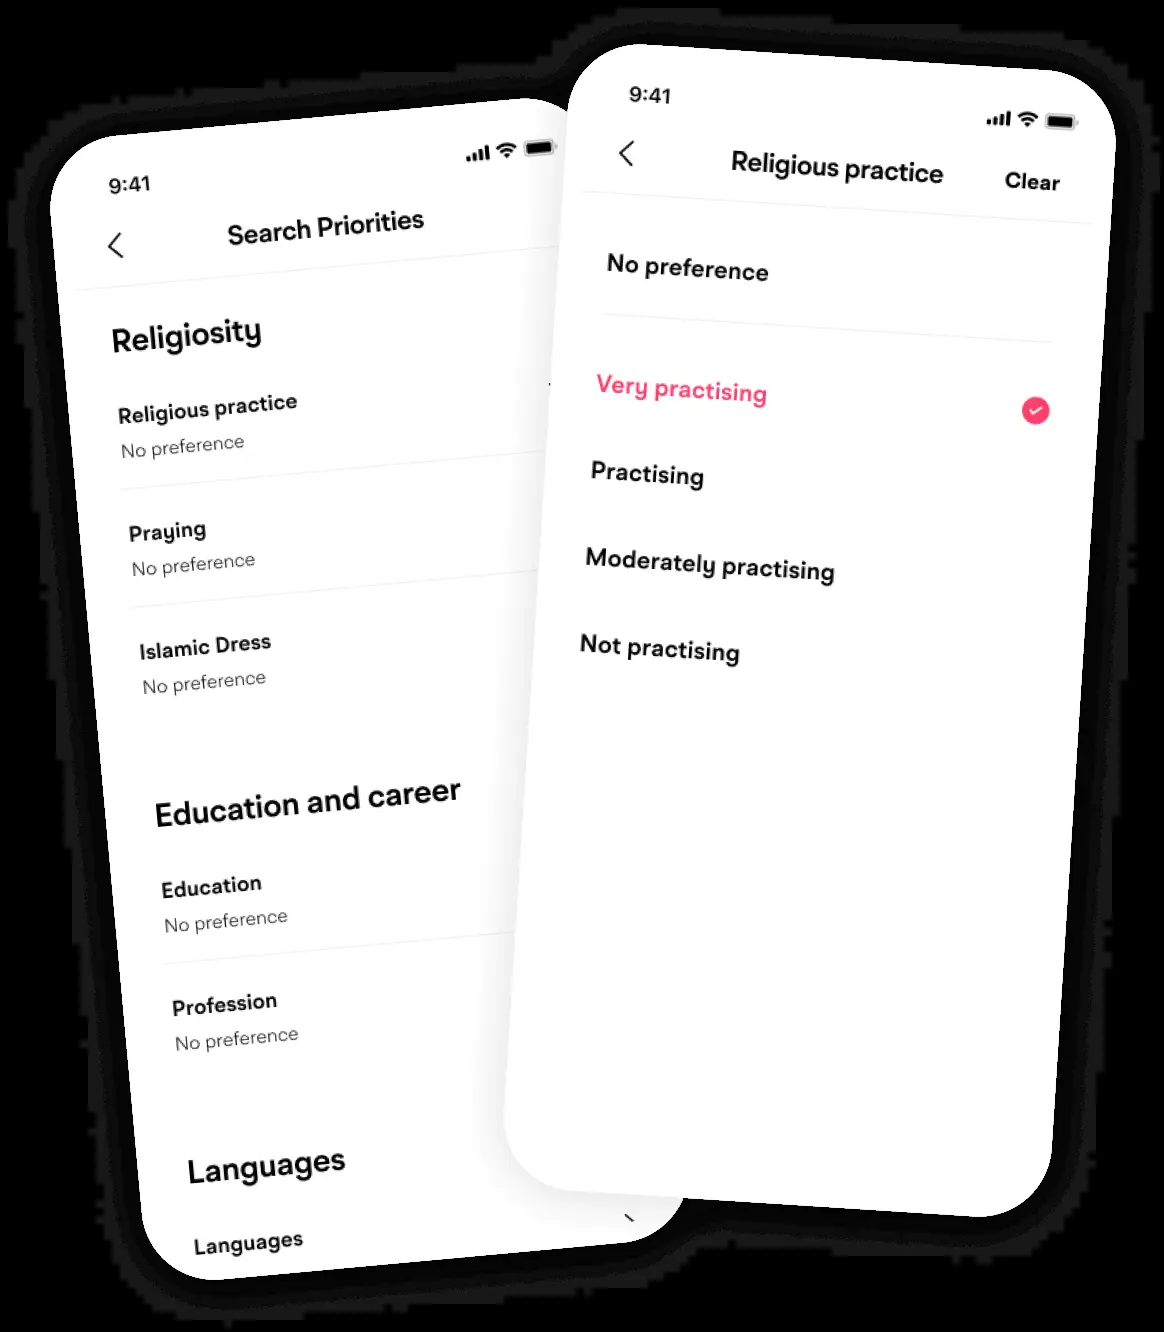 9:41
Search Priorities
Religiosity
Religious practice
No preference
Praying
No preference
Islamic Dress
No preference
Education and career
Education
No preference
Profession
No preference
Languages
Languages
9:41
Religious practice
Clear
No preference
Very practising
Practising
Moderately practising
Not practising